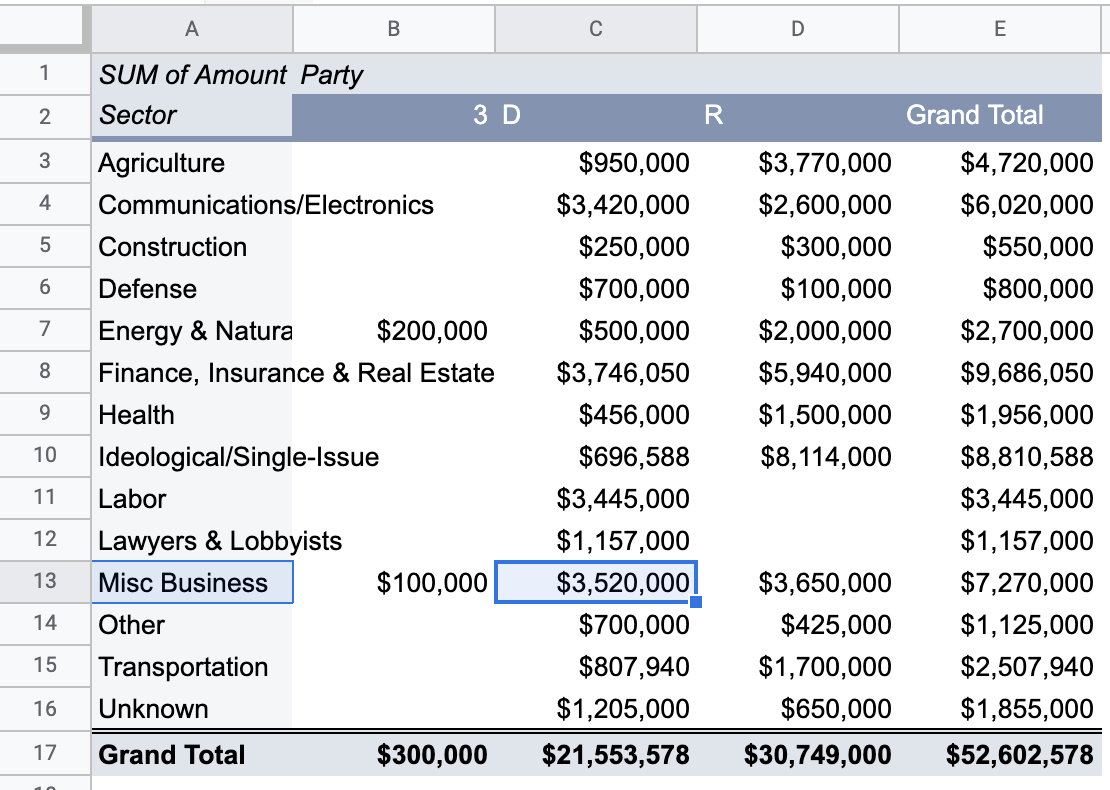 A B C D E
1 SUM of Amount Party
2 Sector 3 D R Grand Total
3 Agriculture $950,000 $3,770,000 $4,720,000
4 Communications/Electronics $3,420,000 $2,600,000 $6,020,000
5 Construction $250,000 $300,000 $550,000
6 Defense $700,000 $100,000 $800,000
7 Energy & Natura $200,000 $500,000 $2,000,000 $2,700,000
8 Finance, Insurance & Real Estate $3,746,050 $5,940,000 $9,686,050
9 Health $456,000 $1,500,000 $1,956,000
10 Ideological/Single-Issue $696,588 $8,114,000 $8,810,588
11 Labor $3,445,000 $3,445,000
12 Lawyers & Lobbyists $1,157,000 $1,157,000
13 Misc Business $100,000 $3,520,000 $3,650,000 $7,270,000
14 Other $700,000 $425,000 $1,125,000
15 Transportation $807,940 $1,700,000 $2,507,940
16 Unknown $1,205,000 $650,000 $1,855,000
17 Grand Total $300,000 $21,553,578 $30,749,000 $52,602,578